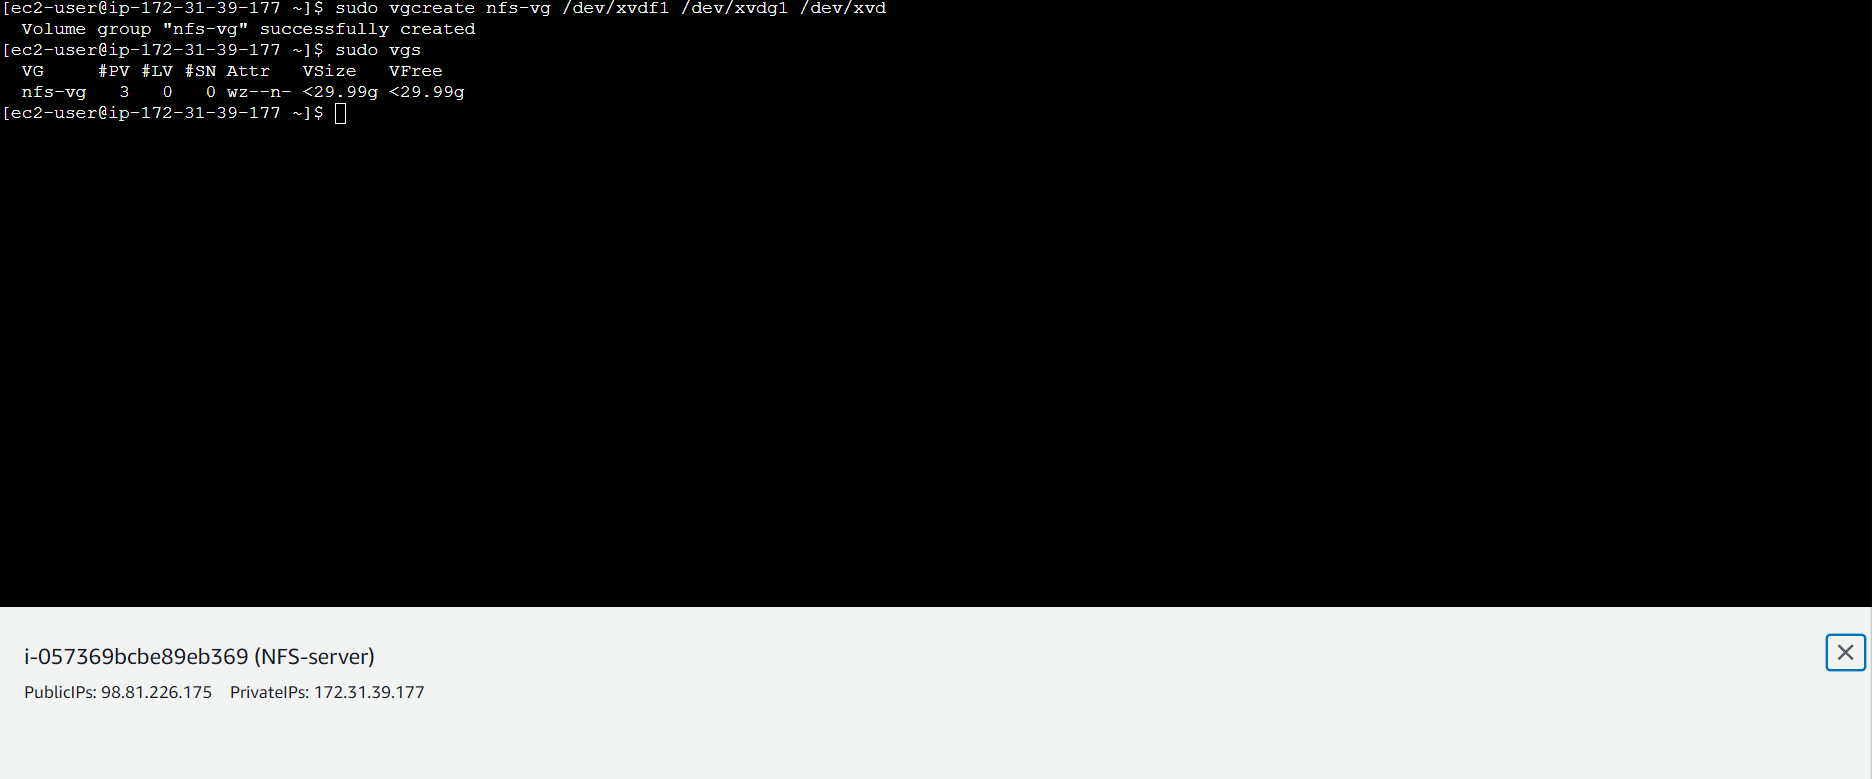 [ec2-user@ip-172-31-39-177 ~]$ sudo vgcreate nfs-vg /dev/xvdf1 /dev/xvdg1 /dev/xvd
  Volume group "nfs-vg" successfully created
[ec2-user@ip-172-31-39-177 ~]$ sudo vgs
  VG     #PV #LV #SN Attr   VSize   VFree
  nfs-vg   3   0   0 wz--n- <29.99g <29.99g
[ec2-user@ip-172-31-39-177 ~]$
i-057369bcbe89eb369 (NFS-server)
PublicIPs: 98.81.226.175 PrivateIPs: 172.31.39.177